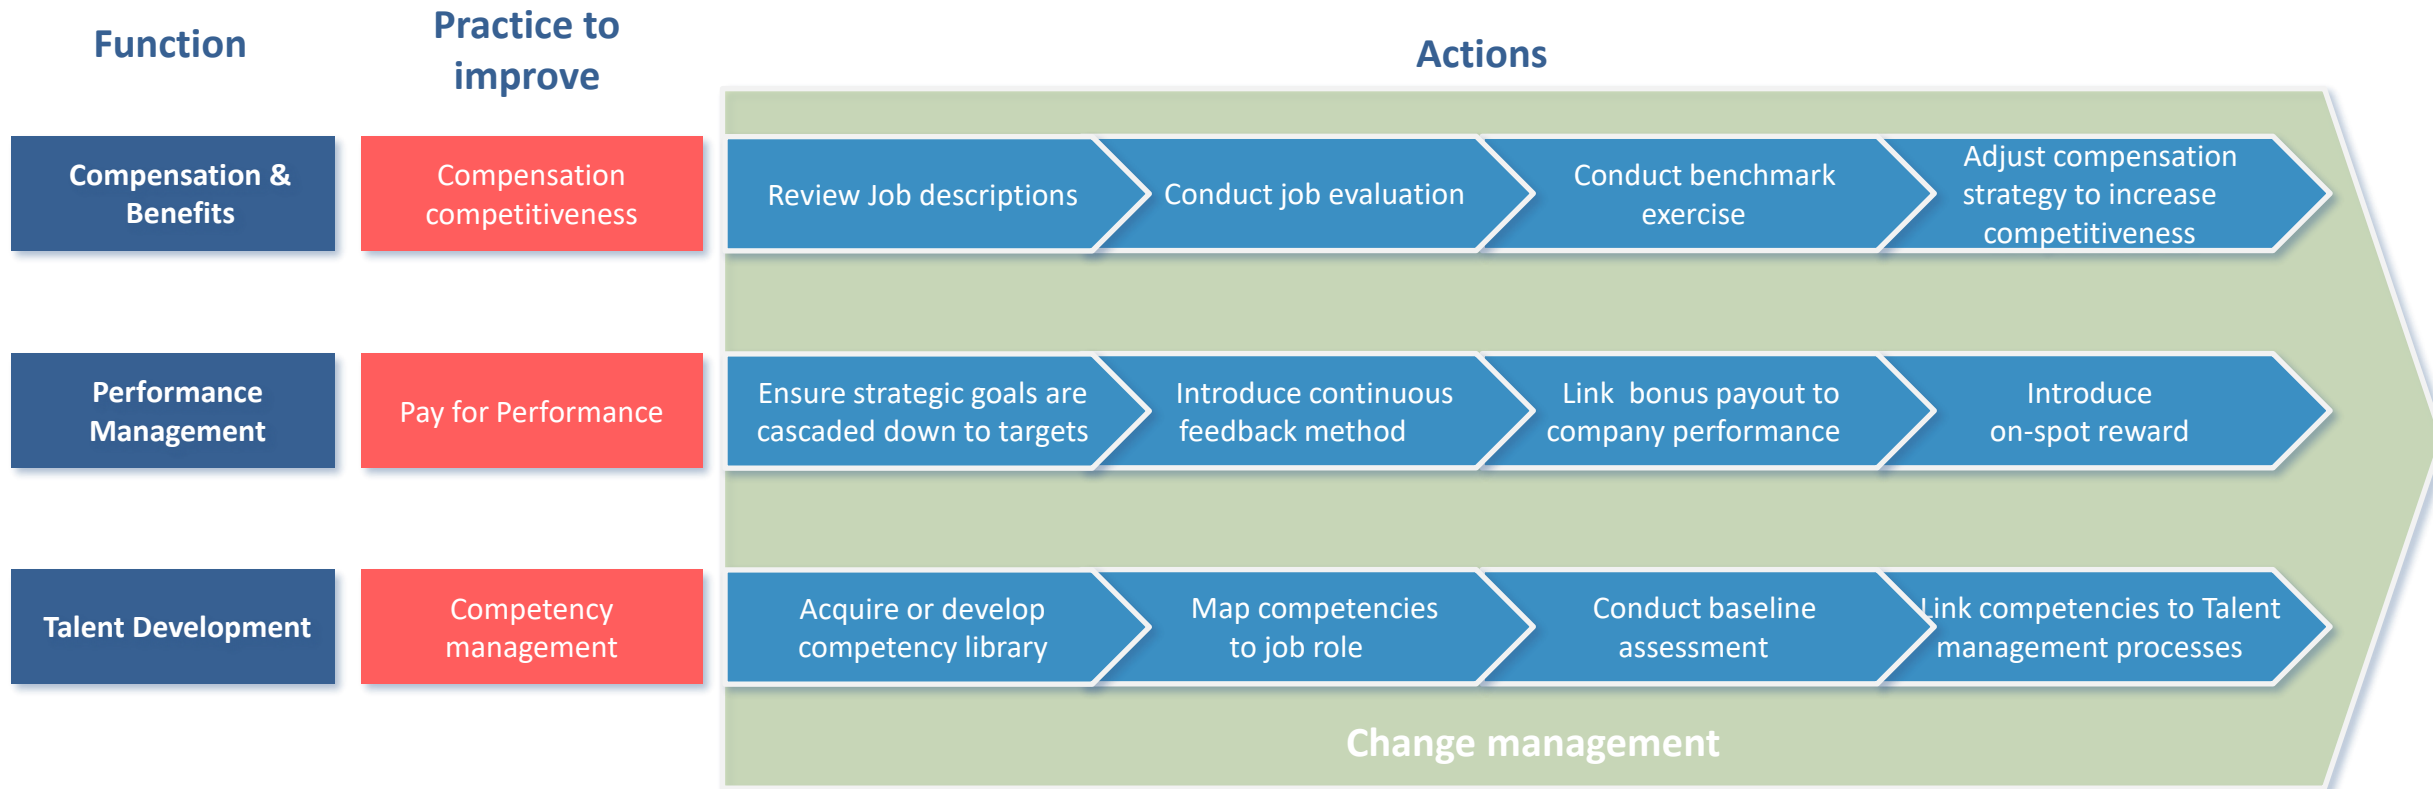 Function
Practice to
improve
Actions
Compensation &
Benefits
Compensation
competitiveness
Review Job descriptions
Conduct job evaluation
Conduct benchmark
exercise
Adjust compensation
strategy to increase
competitiveness
Performance
Management
Pay for Performance
Ensure strategic goals are
cascaded down to targets
Introduce continuous
feedback method
Link  bonus payout to
company performance
Introduce
on-spot reward
Talent Development
Competency
management
Acquire or develop
competency library
Map competencies
to job role
Conduct baseline
assessment
Link competencies to Talent
management processes
Change management